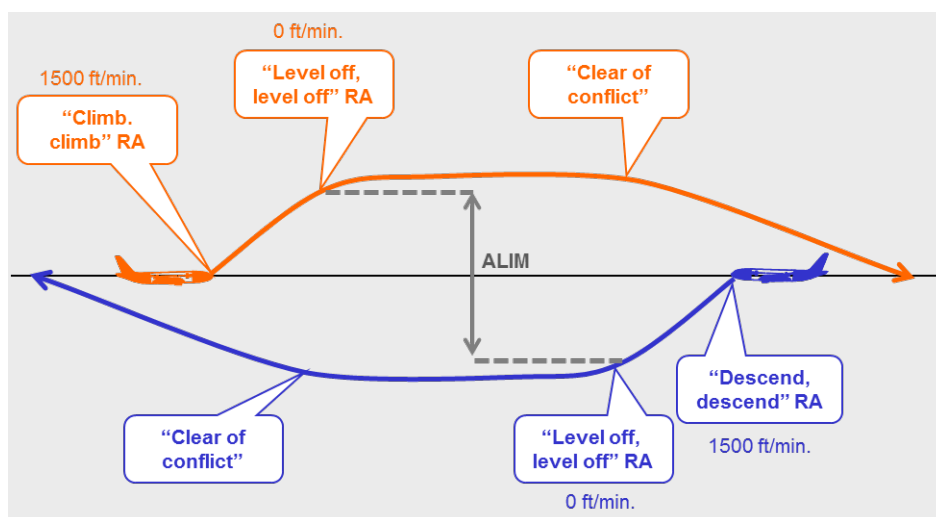 0 ft/min.
“Level off,
level off” RA
“Clear of
conflict”
1500 ft/min.
“Climb.
climb” RA
ALIM
“Clear of
conflict”
“Level off,
level off” RA
0 ft/min.
“Descend,
descend” RA
1500 ft/min.